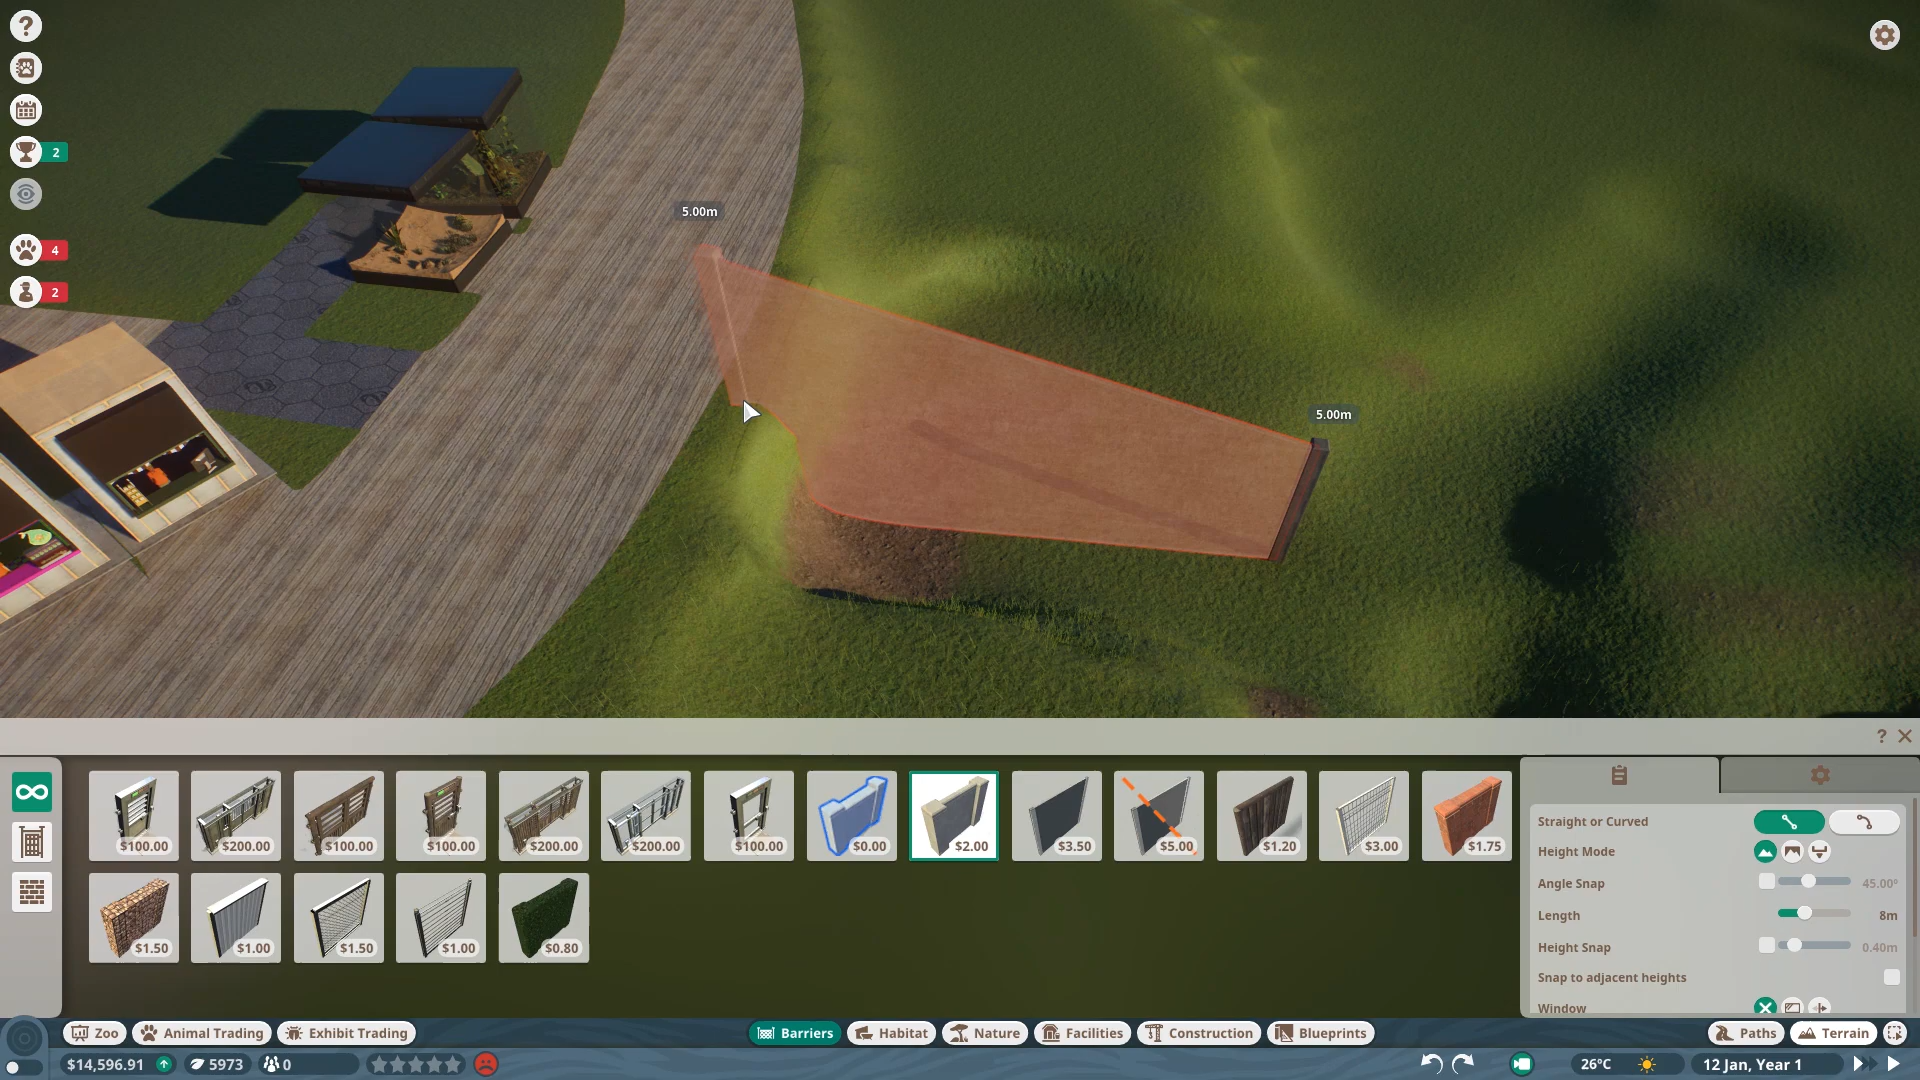 ?
2
4
2
5.00m
5.00m
?
$100.00
$200.00
$100.00
$100.00
$200.00
$200.00
$100.00
$0.00
$2.00
$3.50
$5.00
$1.20
$3.00
$1.75
$1.50
$1.00
$1.50
$1.00
$0.80
Straight or Curved
Height Mode
Angle Snap 45.00°
Length 8m
Height Snap 0.40m
Snap to adjacent heights
Window
Zoo Animal Trading Exhibit Trading Barriers Habitat Nature Facilities Construction Blueprints Paths Terrain
$14,596.91 5973 0 26°C 12 Jan, Year 1